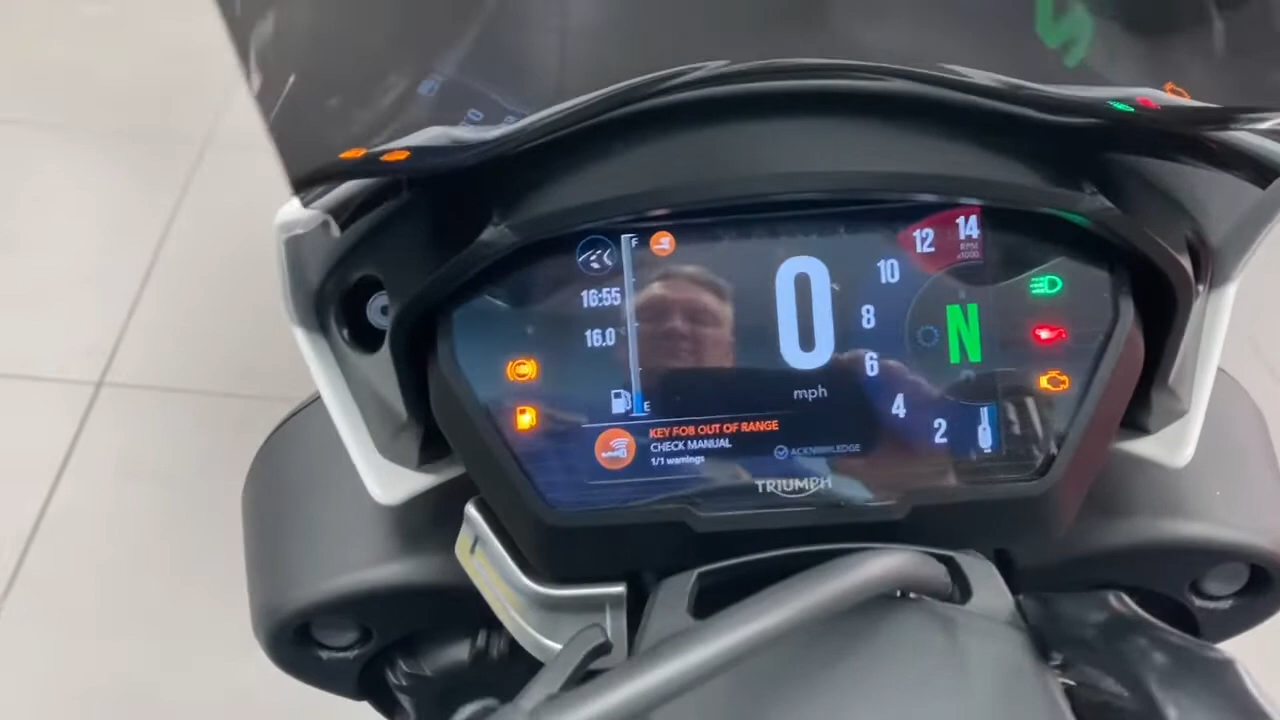 F
16:55
16.0
E
0
mph
14
12
RPM
x1000
10
8
6
4
2
N
KEY FOB OUT OF RANGE
CHECK MANUAL
1/1 warnings
ACKNOWLEDGE
TRIUMPH